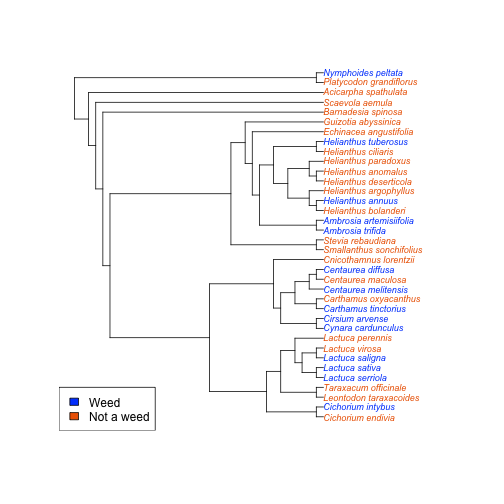 Nymphoides peltata
Platycodon grandiflorus
Acicarpha spathulata
Scaevola aemula
Barnadesia spinosa
Guizotia abyssinica
Echinacea angustifolia
Helianthus tuberosus
Helianthus ciliaris
Helianthus paradoxus
Helianthus anomalus
Helianthus deserticola
Helianthus argophyllus
Helianthus annuus
Helianthus bolanderi
Ambrosia artemisiifolia
Ambrosia trifida
Stevia rebaudiana
Smallanthus sonchifolius
Cnicothamnus lorentzii
Centaurea diffusa
Centaurea maculosa
Centaurea melitensis
Carthamus oxyacanthus
Carthamus tinctorius
Cirsium arvense
Cynara cardunculus
Lactuca perennis
Lactuca virosa
Lactuca saligna
Lactuca sativa
Lactuca serriola
Taraxacum officinale
Leontodon taraxacoides
Cichorium intybus
Cichorium endivia
Weed
Not a weed